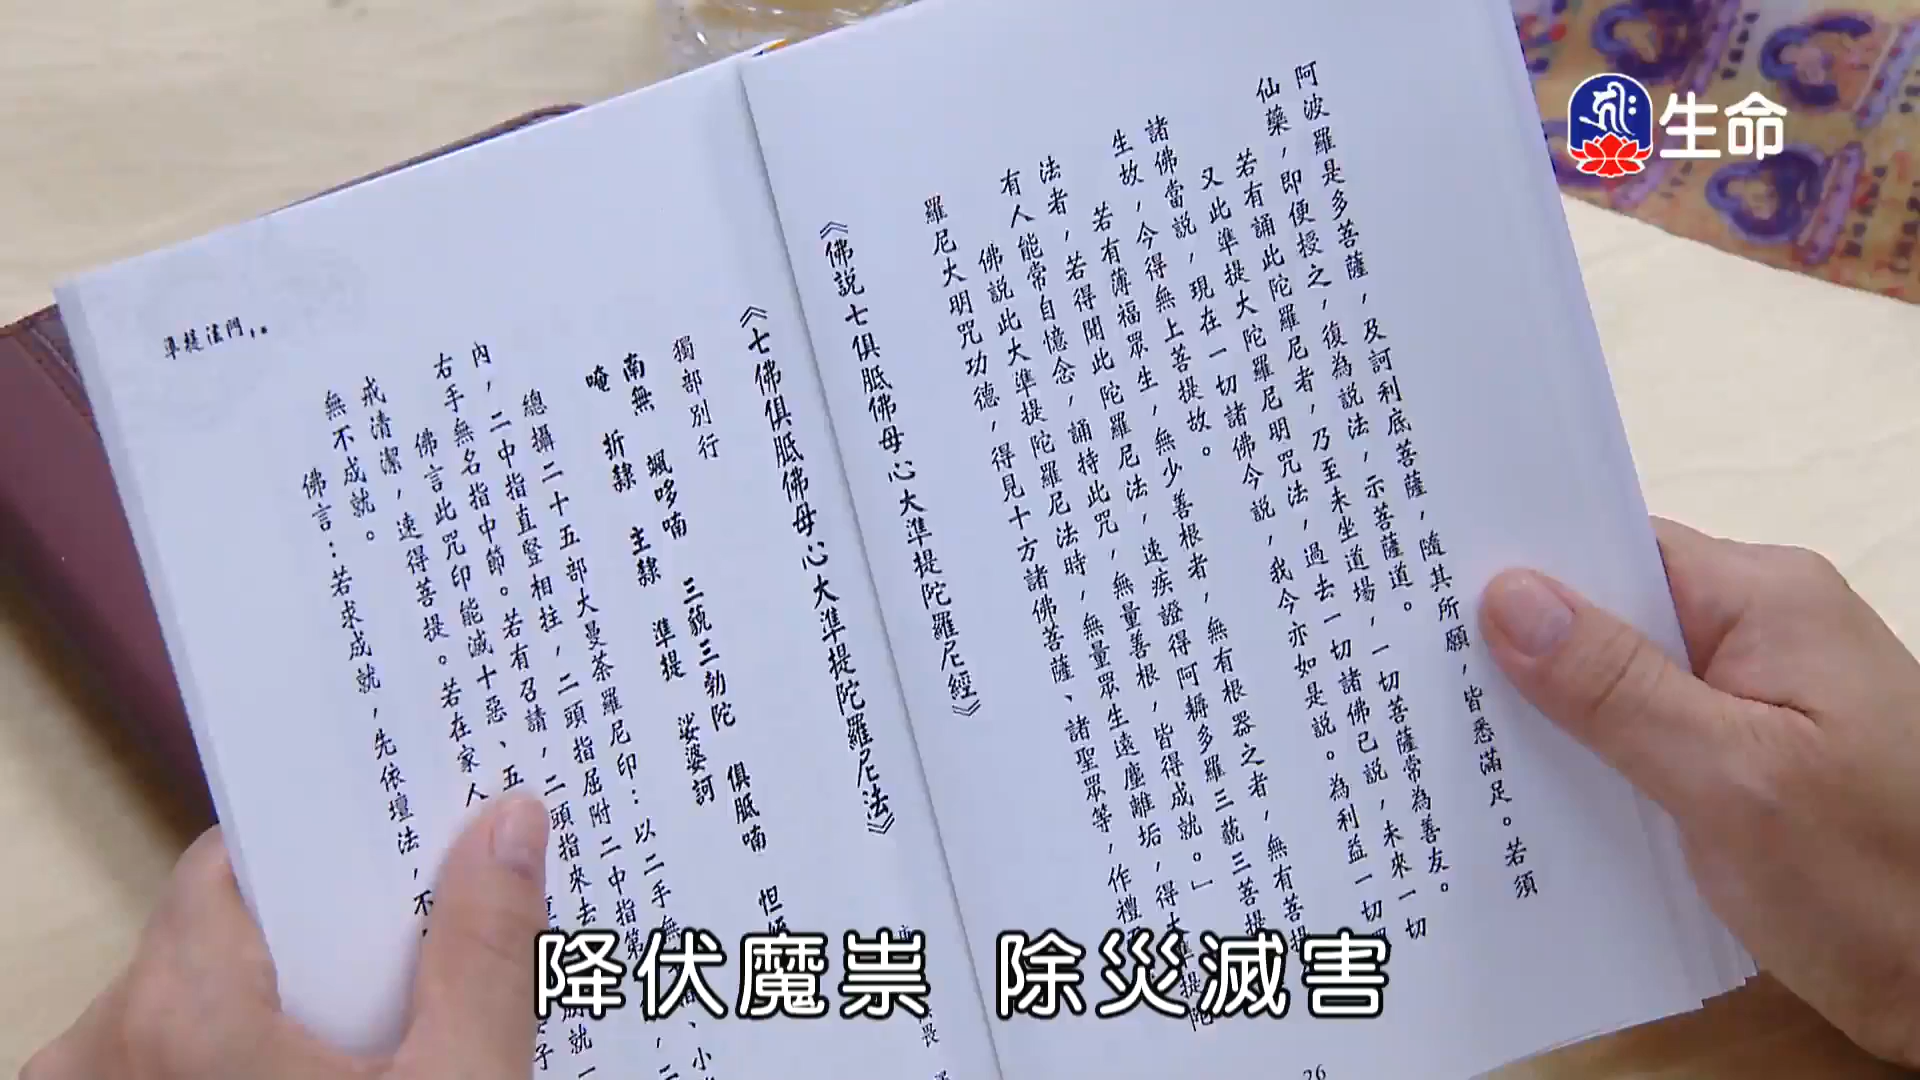 生命
阿波羅是多菩薩，及訶利底菩薩，隨其所願，皆悉滿足。若須
仙藥，即便授之，復為說法，示菩薩道。
若有誦此陀羅尼者，乃至未坐道場，一切菩薩常為善友。
又此準提大陀羅尼明咒法，過去一切諸佛已說，未來一切
諸佛當說，現在一切諸佛今說，我今亦如是說。為利益一切眾
生故，今得無上菩提故。
若有薄福眾生，無少善根者，無有根器之者，無有菩提
法者，若得聞此陀羅尼法，速疾證得阿耨多羅三藐三菩提
有人能常自憶念，誦持此咒，無量善根，皆得成就。」
佛說此大準提陀羅尼法時，無量眾生遠塵離垢，得大準提陀
羅尼大明咒功德，得見十方諸佛菩薩、諸聖眾等，作禮
《佛說七俱胝佛母心大準提陀羅尼經》
《七佛俱胝佛母心大準提陀羅尼法》
獨部別行
南無 颯哆喃 三藐三勃陀 俱胝喃 怛
唵 折隸 主隸 準提 娑婆訶
總攝二十五部大曼荼羅尼印：以二手無
內，二中指直豎相拄，二頭指屈附二中指第
右手無名指中節。若有召請，二頭指來去
佛言此咒印能滅十惡、五
戒清潔，速得菩提。若在家人
無不成就。
佛言：若求成就，先依壇法，不
準提法門
26
降伏魔祟 除災滅害